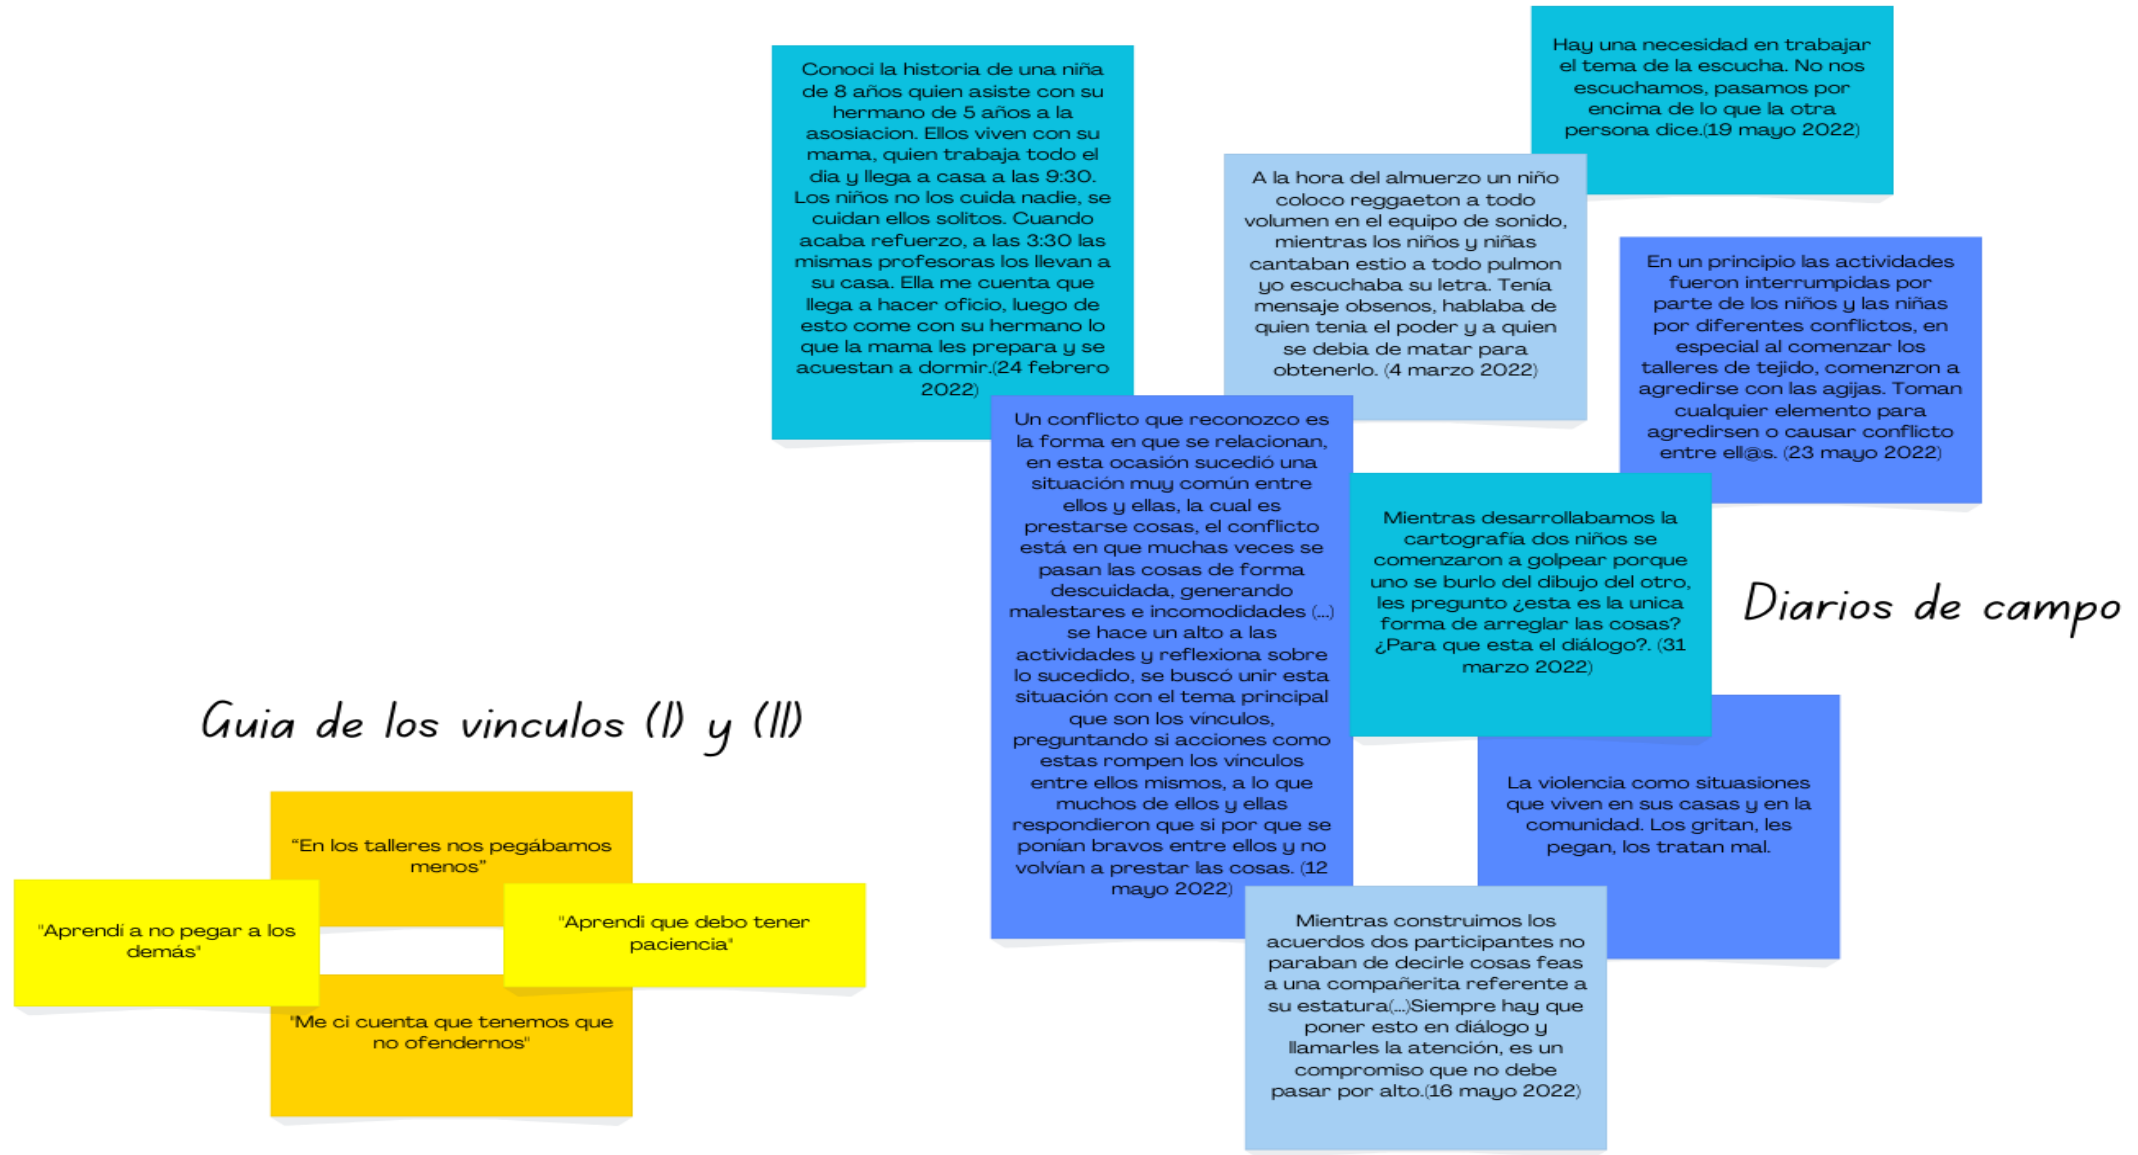 Conoci la historia de una niña
de 8 años quien asiste con su
hermano de 5 años a la
asosiacion. Ellos viven con su
mama, quien trabaja todo el
dia y llega a casa a las 9:30.
Los niños no los cuida nadie, se
cuidan ellos solitos. Cuando
acaba refuerzo, a las 3:30 las
mismas profesoras los llevan a
su casa. Ella me cuenta que
llega a hacer oficio, luego de
esto come con su hermano lo
que la mama les prepara y se
acuestan a dormir.(24 febrero
2022)
Hay una necesidad en trabajar
el tema de la escucha. No nos
escuchamos, pasamos por
encima de lo que la otra
persona dice.(19 mayo 2022)
A la hora del almuerzo un niño
coloco reggaeton a todo
volumen en el equipo de sonido,
mientras los niños y niñas
cantaban estio a todo pulmon
yo escuchaba su letra. Tenía
mensaje obsenos, hablaba de
quien tenia el poder y a quien
se debia de matar para
obtenerlo. (4 marzo 2022)
En un principio las actividades
fueron interrumpidas por
parte de los niños y las niñas
por diferentes conflictos, en
especial al comenzar los
talleres de tejido, comenzron a
agredirse con las agijas. Toman
cualquier elemento para
agredirsen o causar conflicto
entre ell@s. (23 mayo 2022)
Un conflicto que reconozco es
la forma en que se relacionan,
en esta ocasión sucedió una
situación muy común entre
ellos y ellas, la cual es
prestarse cosas, el conflicto
está en que muchas veces se
pasan las cosas de forma
descuidada, generando
malestares e incomodidades (...)
se hace un alto a las
actividades y reflexiona sobre
lo sucedido, se buscó unir esta
situación con el tema principal
que son los vínculos,
preguntando si acciones como
estas rompen los vínculos
entre ellos mismos, a lo que
muchos de ellos y ellas
respondieron que si por que se
ponían bravos entre ellos y no
volvían a prestar las cosas. (12
mayo 2022)
Mientras desarrollabamos la
cartografía dos niños se
comenzaron a golpear porque
uno se burlo del dibujo del otro,
les pregunto ¿esta es la unica
forma de arreglar las cosas?
¿Para que esta el diálogo?. (31
marzo 2022)
Diarios de campo
La violencia como situasiones
que viven en sus casas y en la
comunidad. Los gritan, les
pegan, los tratan mal.
Mientras construimos los
acuerdos dos participantes no
paraban de decirle cosas feas
a una compañerita referente a
su estatura(...)Siempre hay que
poner esto en diálogo y
llamarles la atención, es un
compromiso que no debe
pasar por alto.(16 mayo 2022)
Guia de los vinculos (I) y (II)
“En los talleres nos pegábamos
menos”
"Aprendí a no pegar a los
demás"
"Aprendi que debo tener
paciencia"
"Me ci cuenta que tenemos que
no ofendernos"